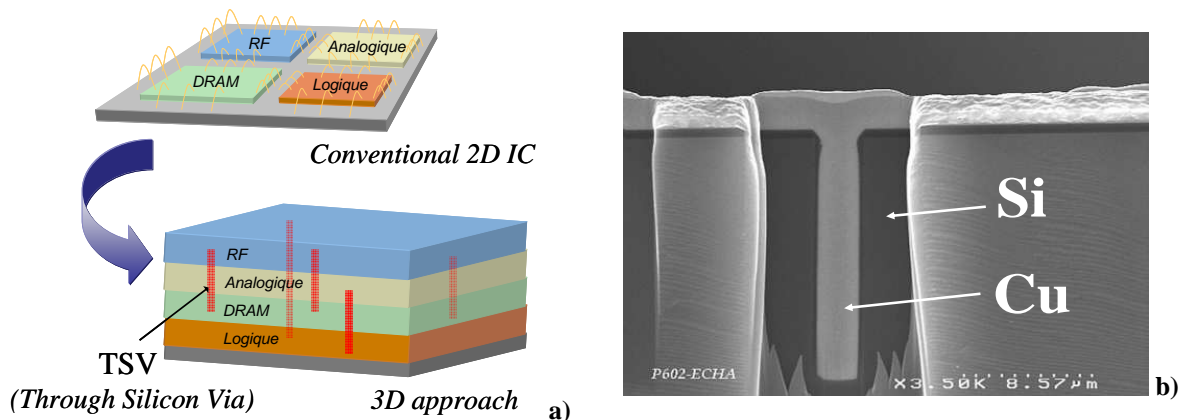 RF
Analogique
DRAM
Logique
Conventional 2D IC
RF
Analogique
DRAM
Logique
TSV
(Through Silicon Via)
3D approach
a)
Si
Cu
P602-ECHA
X3.50K 8.57µm
b)